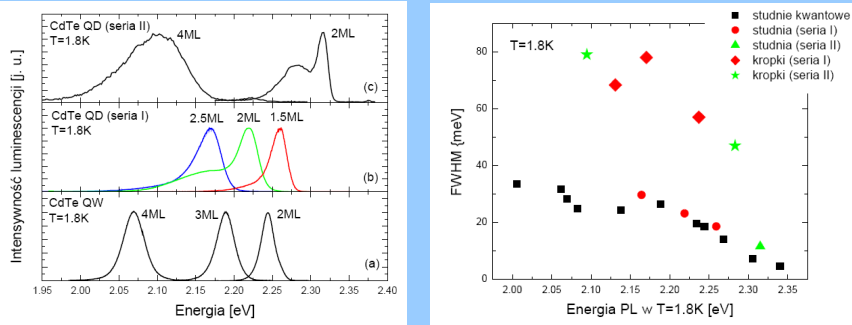 CdTe QD (seria II)
T=1.8K
4ML
2ML
(c)
CdTe QD (seria I)
T=1.8K
2.5ML
2ML
1.5ML
(b)
CdTe QW
T=1.8K
4ML
3ML
2ML
(a)
Intensywność luminescencji [j. u.]
1.95 2.00 2.05 2.10 2.15 2.20 2.25 2.30 2.35 2.40
Energia [eV]
T=1.8K
studnie kwantowe
studnia (seria I)
studnia (seria II)
kropki (seria I)
kropki (seria II)
FWHM {meV]
80
60
40
20
0
2.00 2.05 2.10 2.15 2.20 2.25 2.30 2.35
Energia PL w T=1.8K [eV]